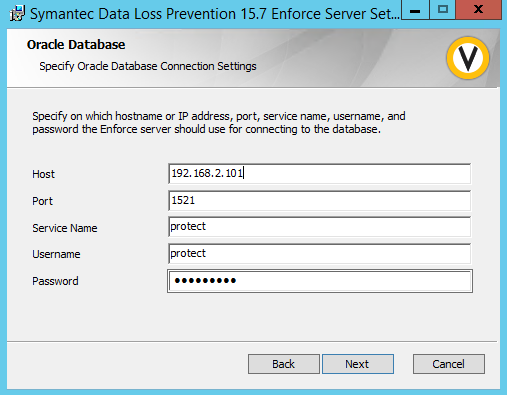 Symantec Data Loss Prevention 15.7 Enforce Server Set...
Oracle Database
Specify Oracle Database Connection Settings
Specify on which hostname or IP address, port, service name, username, and
password the Enforce server should use for connecting to the database.
Host 192.168.2.101
Port 1521
Service Name protect
Username protect
Password •••••••••
Back Next Cancel